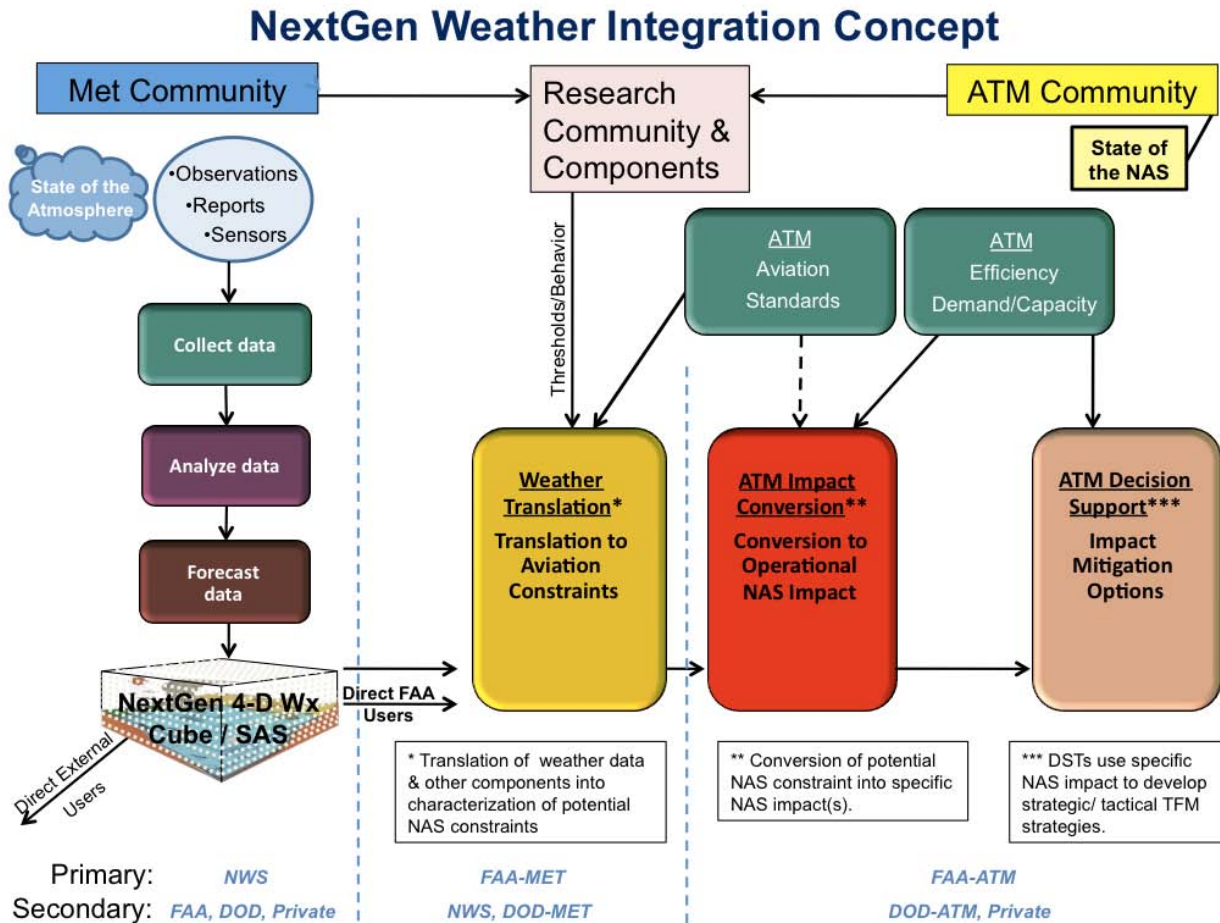 NextGen Weather Integration Concept
Met Community
Research
Community &
Components
ATM Community
State of
the NAS
State of the
Atmosphere
•Observations
•Reports
•Sensors
Thresholds/Behavior
ATM
Aviation
Standards
ATM
Efficiency
Demand/Capacity
Collect data
Analyze data
Forecast
data
NextGen 4-D Wx
Cube / SAS
Direct External
Users
Direct FAA
Users
Weather
Translation*
Translation to
Aviation
Constraints
ATM Impact
Conversion**
Conversion to
Operational
NAS Impact
ATM Decision
Support***
Impact
Mitigation
Options
* Translation of weather data
& other components into
characterization of potential
NAS constraints
** Conversion of potential
NAS constraint into specific
NAS impact(s).
*** DSTs use specific
NAS impact to develop
strategic/ tactical TFM
strategies.
Primary: NWS FAA-MET FAA-ATM
Secondary: FAA, DOD, Private NWS, DOD-MET DOD-ATM, Private